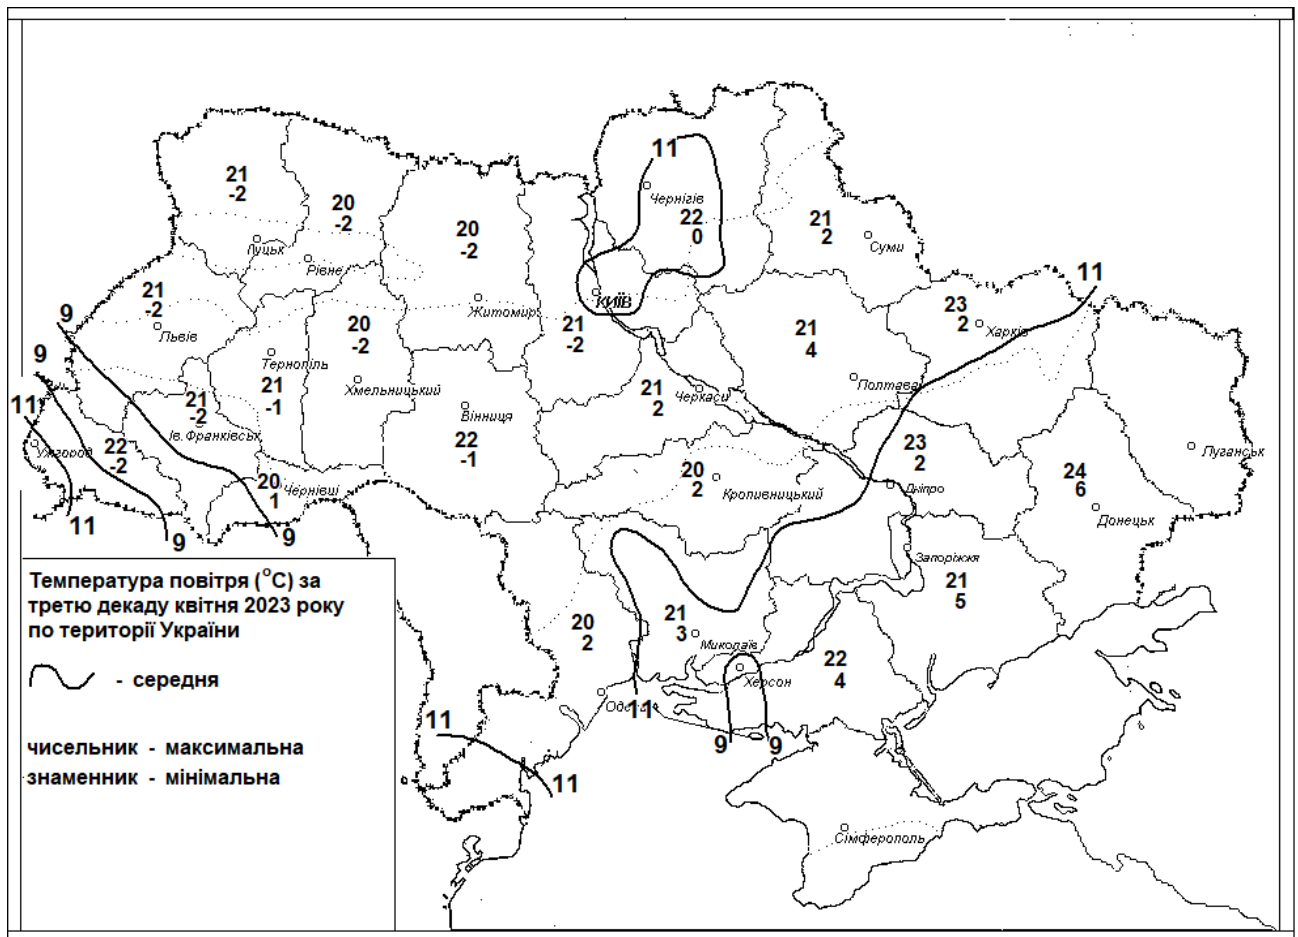 11
Чернігів
22
0
21
-2
20
-2
20
-2
21
2
Суми
Луцьк
Рівне
11
21
-2
9
Львів
Житомир
КИЇВ
23
2
Харків
20
-2
21
-2
21
4
9
Тернопіль
Хмельницький
21
-1
21
2
Черкаси
Полтава
11
21
-2
Ів. Франківськ
Вінниця
22
-1
Ужгород
22
-2
23
2
Луганськ
20
1
Чернівці
20
2
Кропивницький
Дніпро
24
6
Донецьк
11
9
9
Запоріжжя
21
5
Температура повітря (°С) за
третю декаду квітня 2023 року
по території України
- середня
чисельник - максимальна
знаменник - мінімальна
20
2
21
3
Миколаїв
Херсон
22
4
11
11
9
9
11
Сімферополь